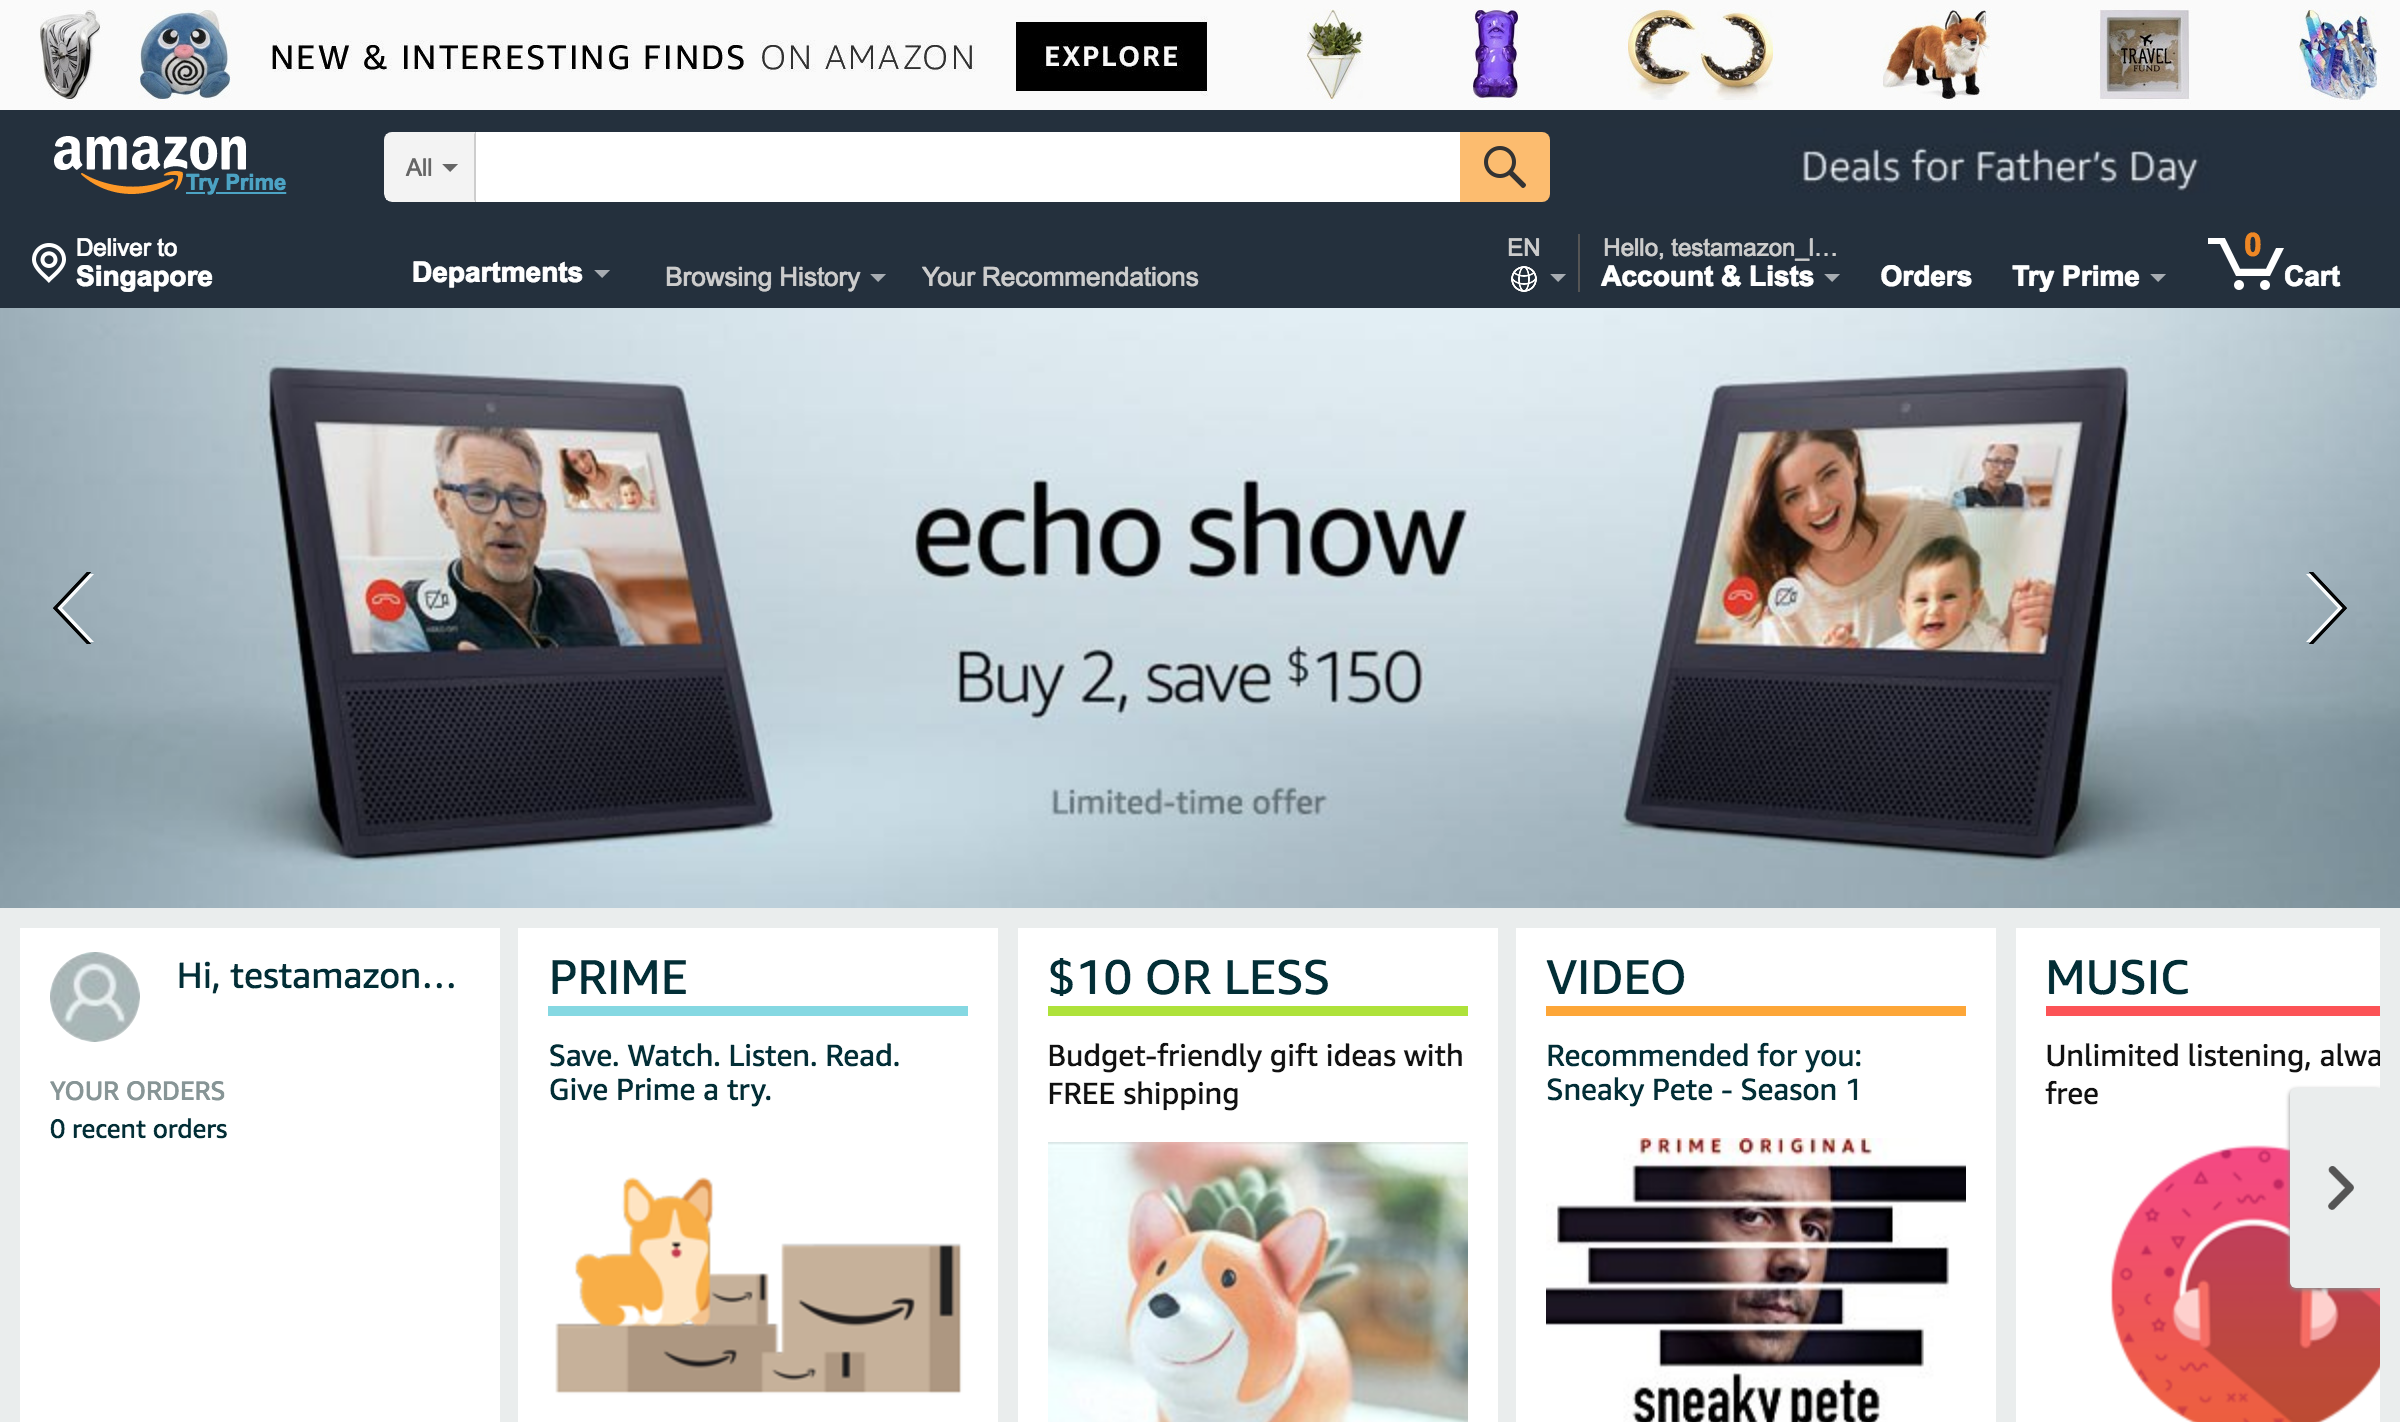 NEW & INTERESTING FINDS ON AMAZON
EXPLORE
TRAVEL
FUND
amazon
Try Prime
All
Deals for Father's Day
Deliver to
Singapore
Departments
Browsing History
Your Recommendations
EN
Hello, testamazon_l...
Account & Lists
Orders
Try Prime
0
Cart
echo show
Buy 2, save $150
Limited-time offer
Hi, testamazon...
YOUR ORDERS
0 recent orders
PRIME
Save. Watch. Listen. Read.
Give Prime a try.
$10 OR LESS
Budget-friendly gift ideas with
FREE shipping
VIDEO
Recommended for you:
Sneaky Pete - Season 1
PRIME ORIGINAL
sneaky pete
MUSIC
Unlimited listening, alwa
free